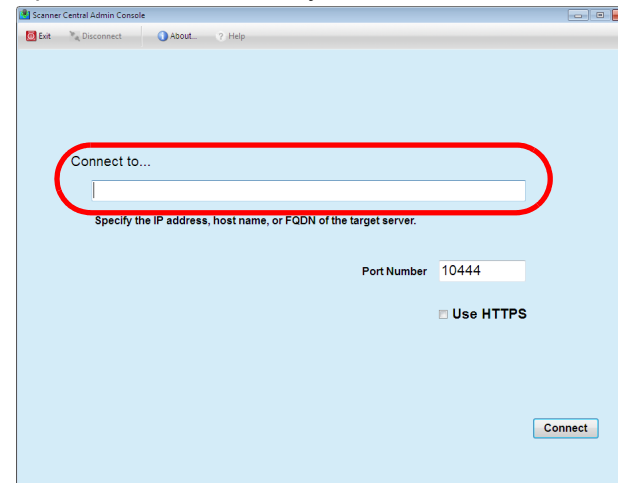 Scanner Central Admin Console
Exit Disconnect About... ? Help
Connect to...
Specify the IP address, host name, or FQDN of the target server.
Port Number 10444
Use HTTPS
Connect